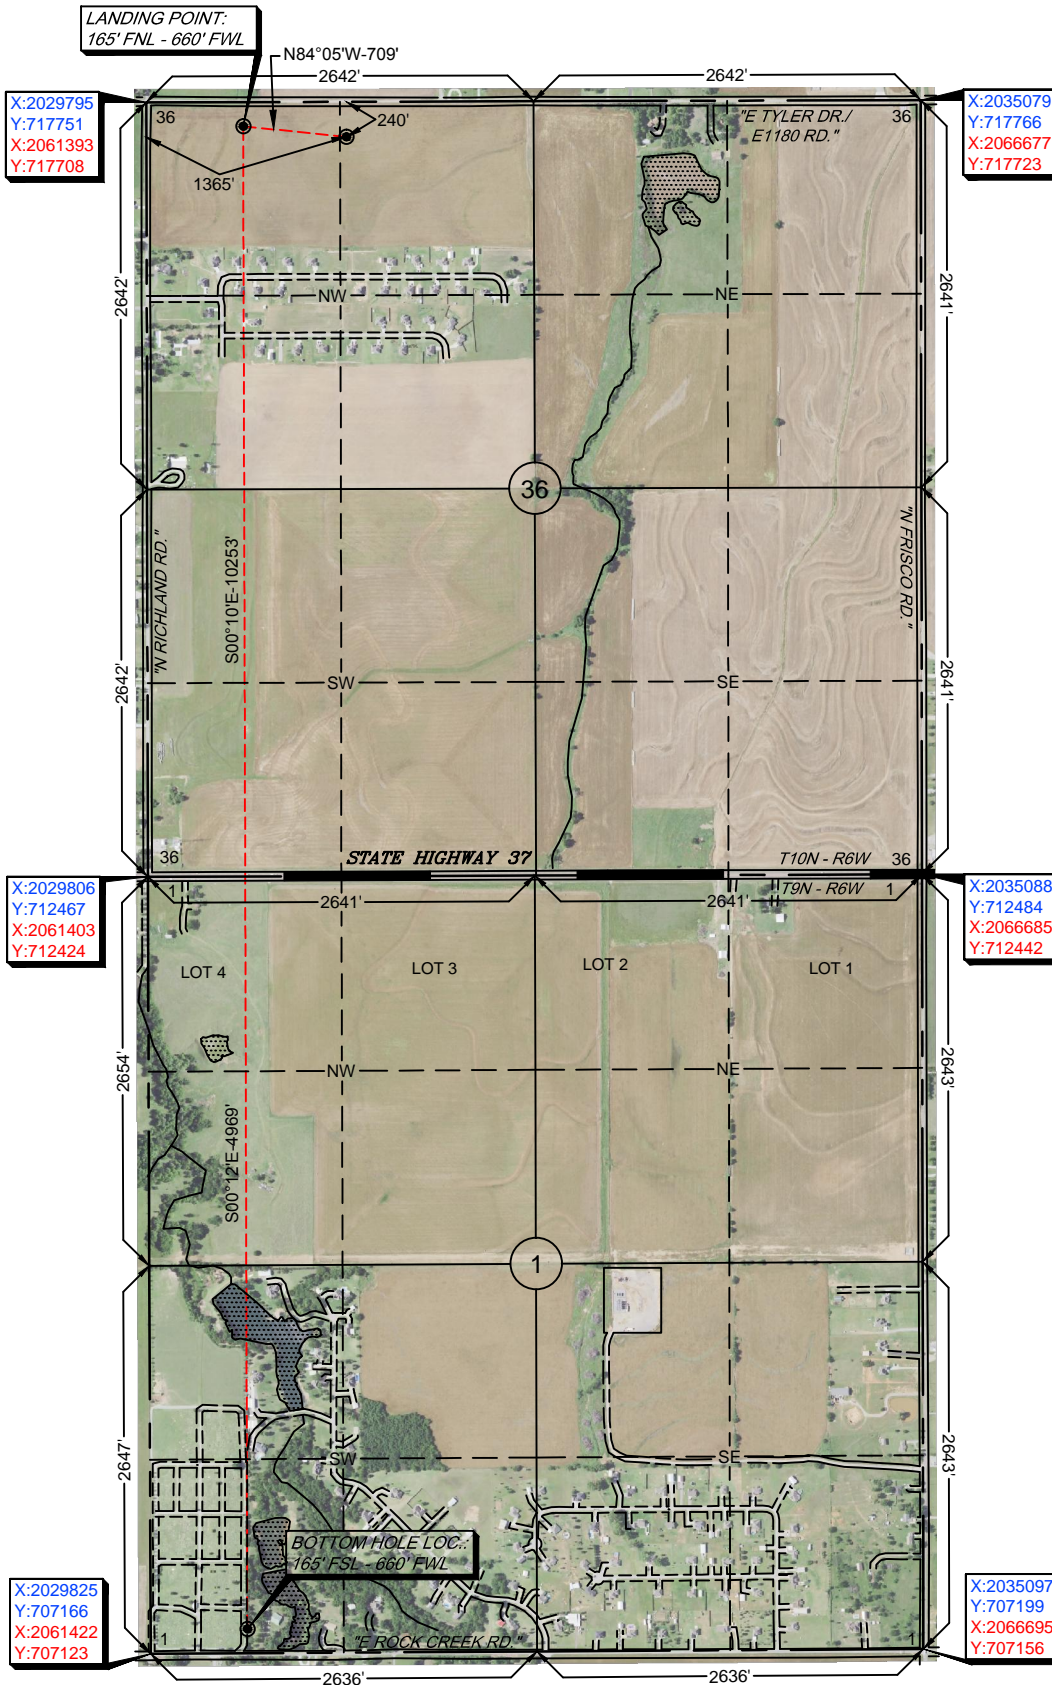 LANDING POINT:
165' FNL - 660' FWL
N84°05'W-709'
2642'
2642'
X:2029795
Y:717751
X:2061393
Y:717708
X:2035079
Y:717766
X:2066677
Y:717723
36
36
"E TYLER DR./
E1180 RD."
240'
1365'
2642'
2641'
NW
NE
36
"N RICHLAND RD."
S00°10'E-10253'
"N FRISCO RD."
2642'
2641'
SW
SE
36
STATE HIGHWAY 37
T10N - R6W
36
1
T9N - R6W
1
2641'
2641'
X:2029806
Y:712467
X:2061403
Y:712424
X:2035088
Y:712484
X:2066685
Y:712442
LOT 4
LOT 3
LOT 2
LOT 1
2654'
2643'
NW
NE
S00°12'E-4969'
1
2647'
2643'
SW
SE
BOTTOM HOLE LOC.:
165' FSL - 660' FWL
X:2029825
Y:707166
X:2061422
Y:707123
X:2035097
Y:707199
X:2066695
Y:707156
1
"E ROCK CREEK RD."
1
2636'
2636'